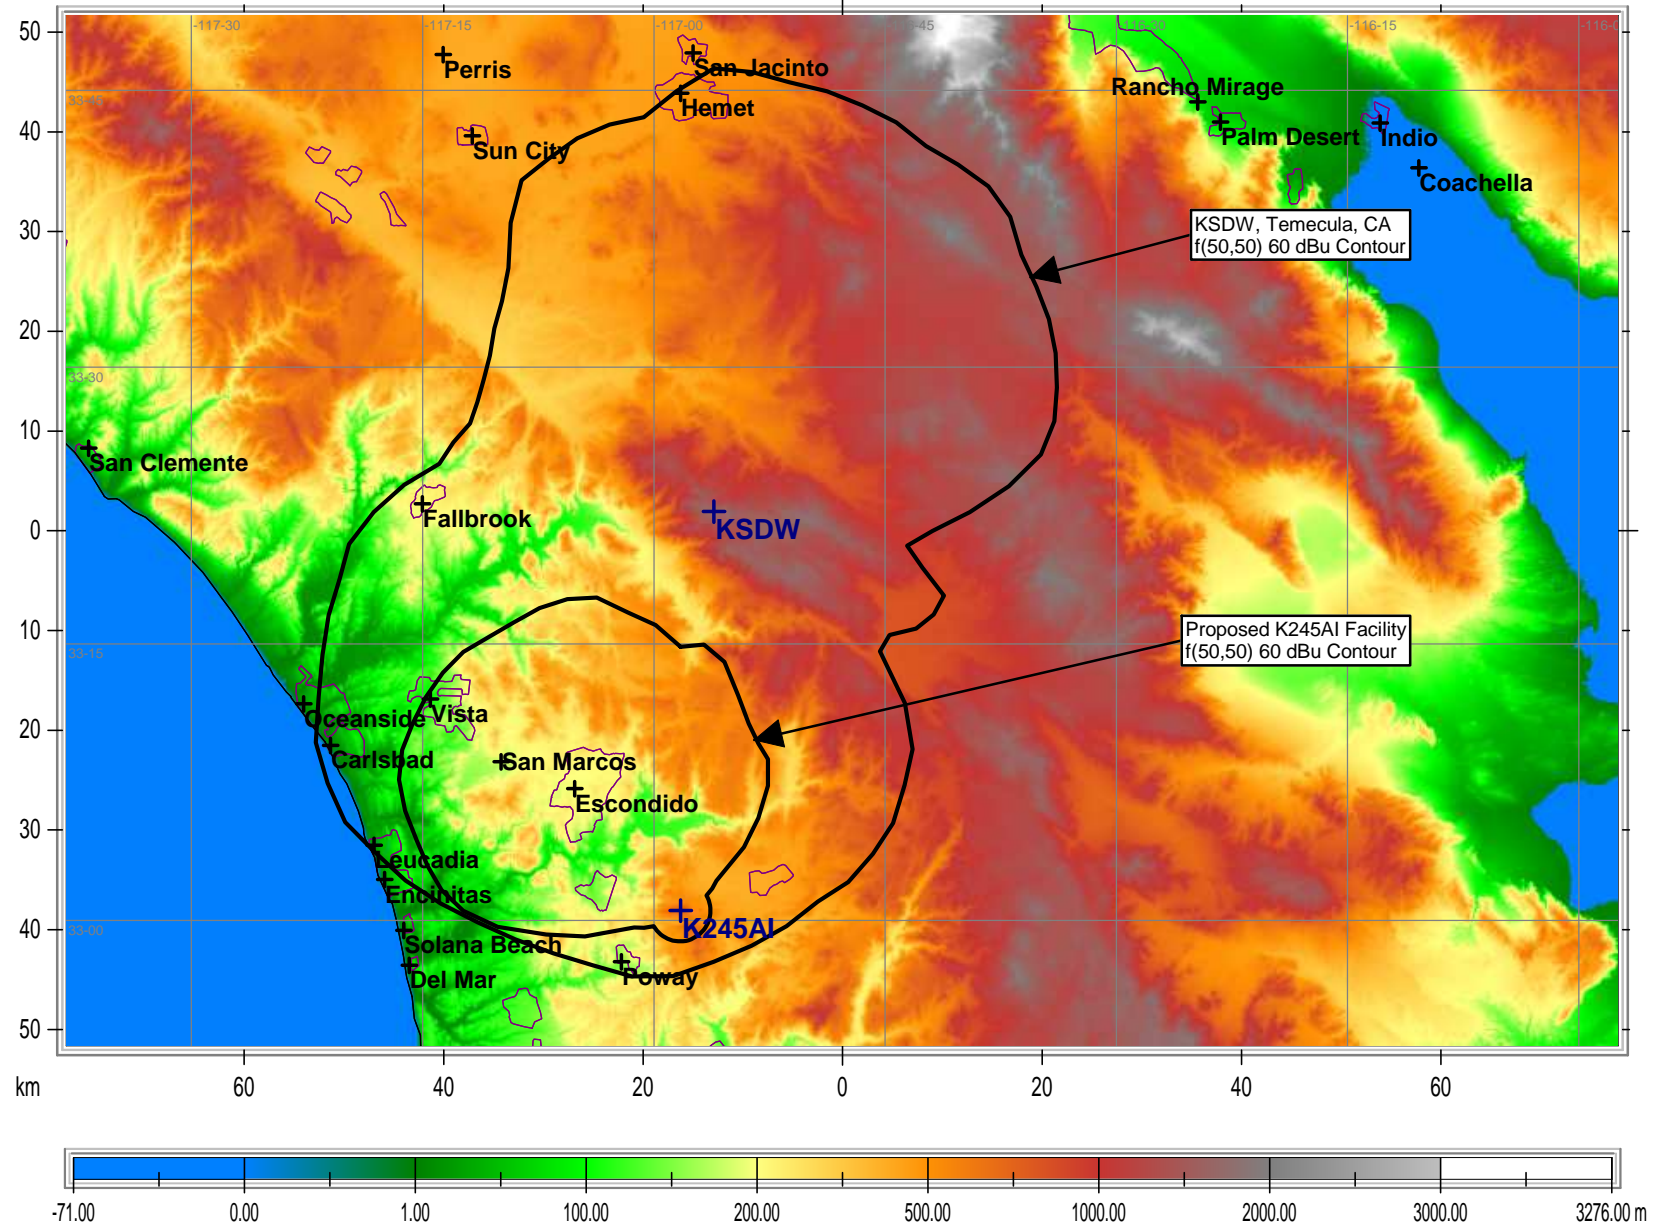 50
-117-30
-117-15
-117-00
-116-30
-116-15
Perris
San Jacinto
Rancho Mirage
33-45
Hemet
40
Sun City
Palm Desert
Indio
Coachella
30
KSDW, Temecula, CA
f(50,50) 60 dBu Contour
20
33-30
10
San Clemente
Fallbrook
0
KSDW
10
Proposed K245AI Facility
f(50,50) 60 dBu Contour
33-15
Oceanside
Vista
20
Carlsbad
San Marcos
Escondido
30
Leucadia
Encinitas
33-00
40
K245AI
Solana Beach
Del Mar
Poway
50
km
60
40
20
0
20
40
60
-71.00
0.00
1.00
100.00
200.00
500.00
1000.00
2000.00
3000.00
3276.00 m